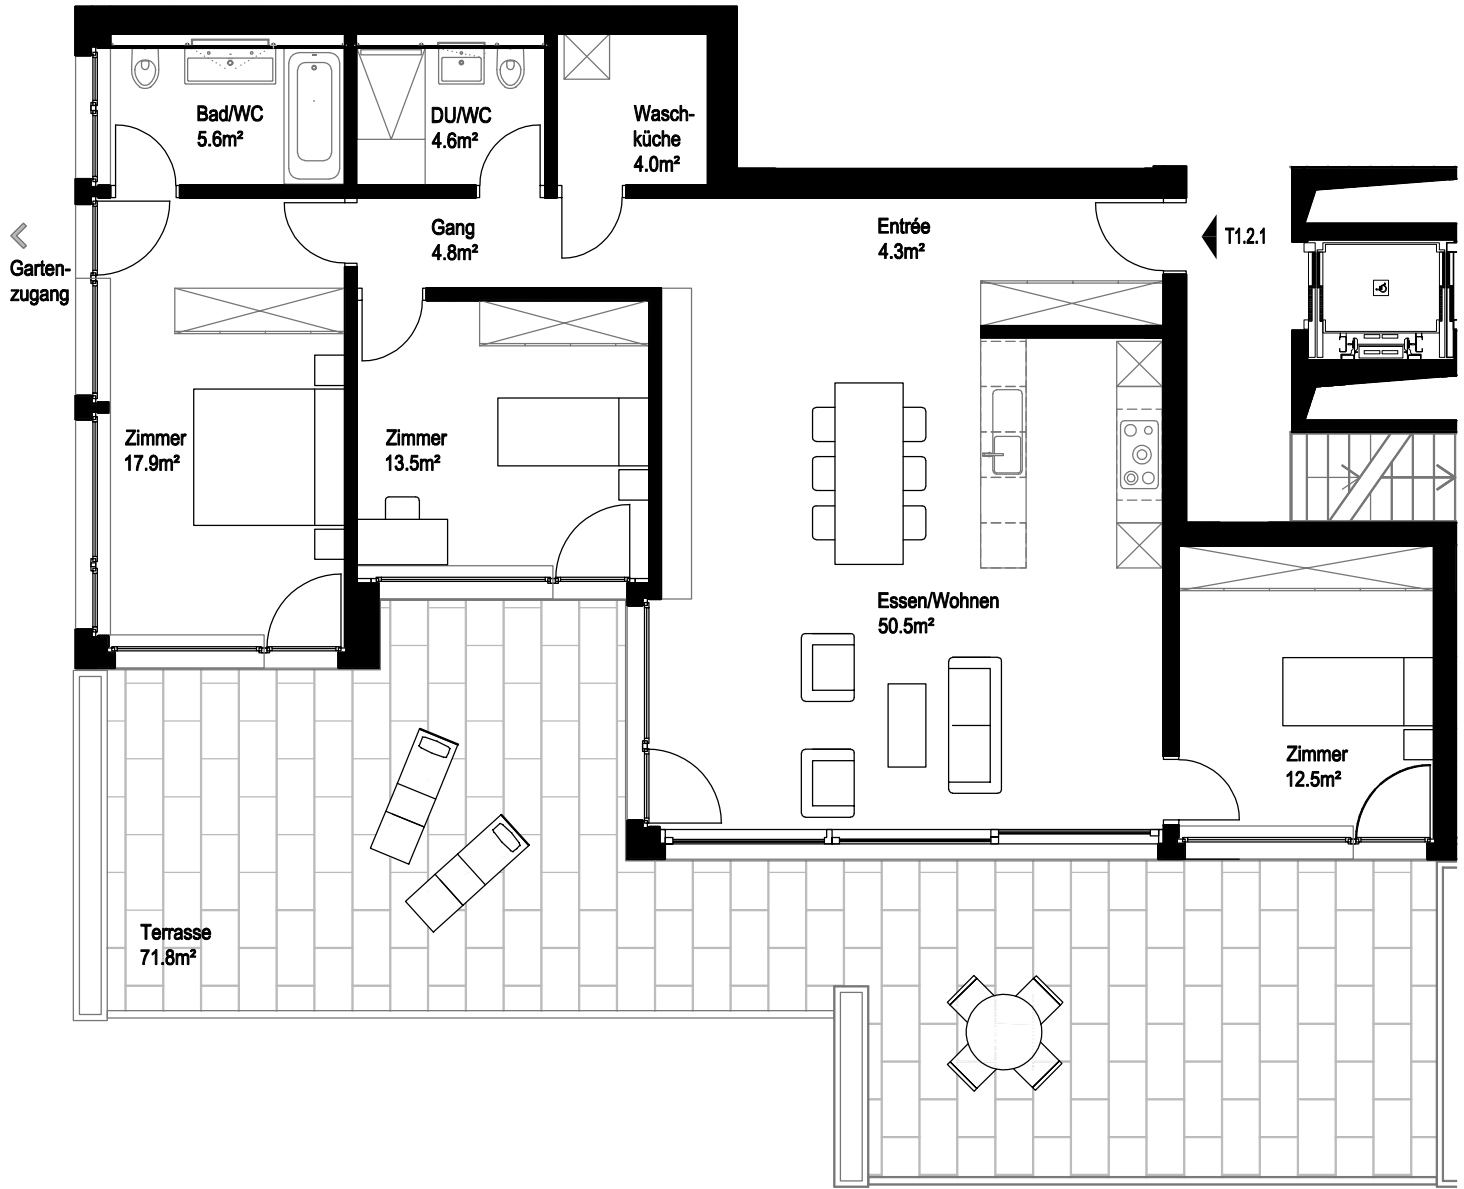 Bad/WC
5.6m²
DU/WC
4.6m²
Wasch-
küche
4.0m²
Gang
4.8m²
Entrée
4.3m²
T1.2.1
Garten-
zugang
Zimmer
17.9m²
Zimmer
13.5m²
Essen/Wohnen
50.5m²
Zimmer
12.5m²
Terrasse
71.8m²